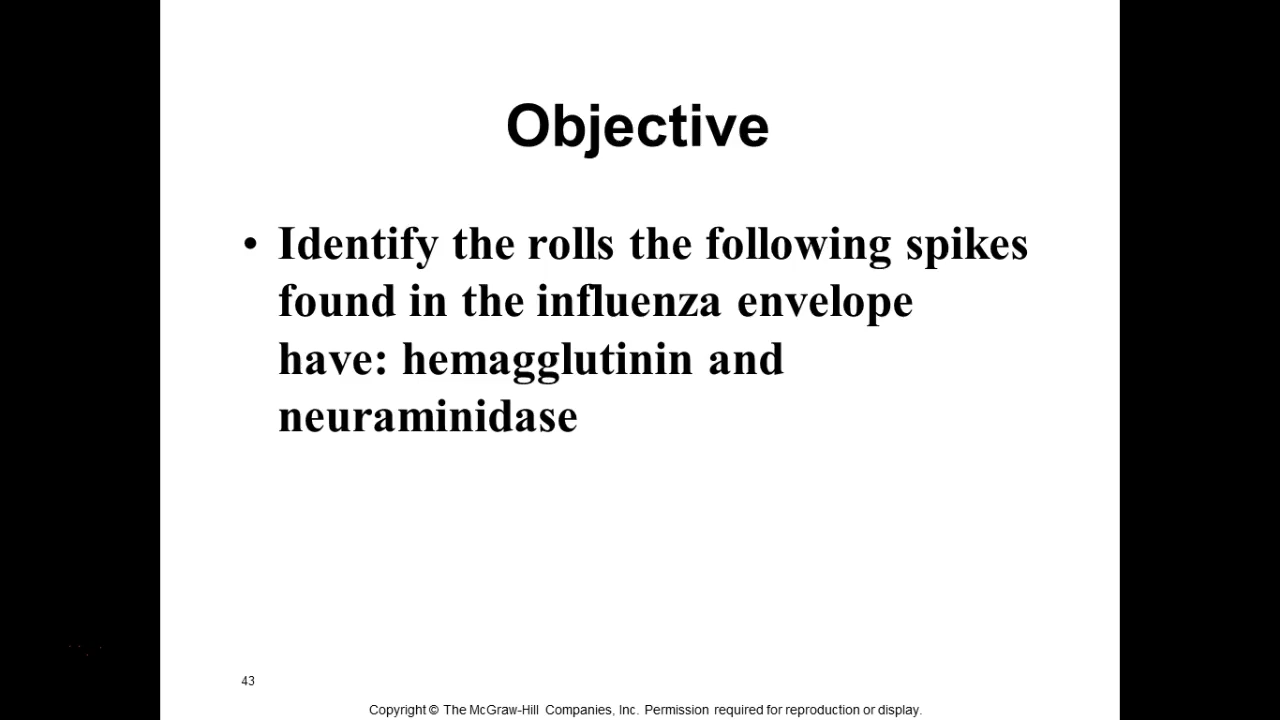 Objective
• Identify the rolls the following spikes
found in the influenza envelope
have: hemagglutinin and
neuraminidase
43
Copyright © The McGraw-Hill Companies, Inc. Permission required for reproduction or display.